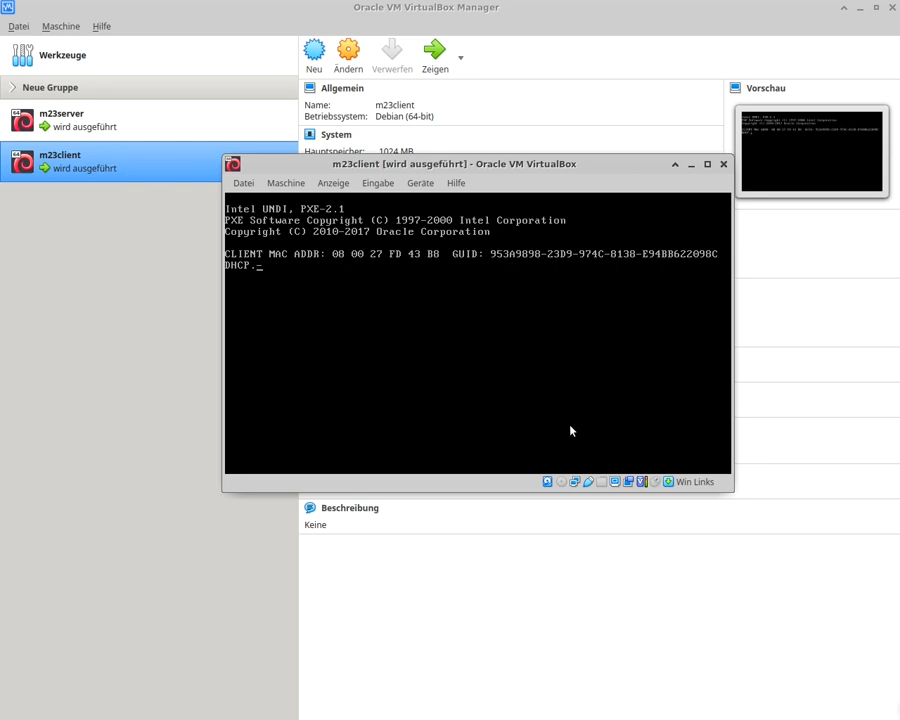 Oracle VM VirtualBox Manager
Datei Maschine Hilfe
Werkzeuge
Neue Gruppe
m23server
wird ausgeführt
m23client
wird ausgeführt
Neu Ändern Verwerfen Zeigen
Allgemein
Name: m23client
Betriebssystem: Debian (64-bit)
System
Hauptspeicher: 1024 MB
Vorschau
m23client [wird ausgeführt] - Oracle VM VirtualBox
Datei Maschine Anzeige Eingabe Geräte Hilfe
Intel UNDI, PXE-2.1
PXE Software Copyright (C) 1997-2000 Intel Corporation
Copyright (C) 2010-2017 Oracle Corporation
CLIENT MAC ADDR: 08 00 27 FD 43 B8 GUID: 953A9898-23D9-974C-8138-E94BB622098C
DHCP.-
Win Links
Beschreibung
Keine